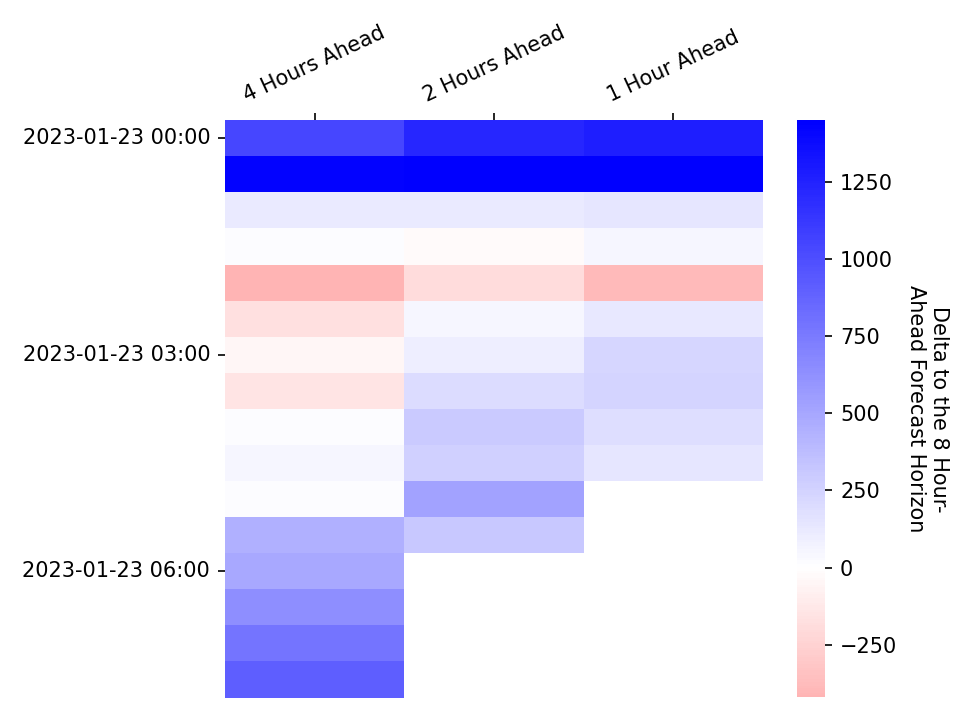 4 Hours Ahead
2 Hours Ahead
1 Hour Ahead
2023-01-23 00:00
2023-01-23 03:00
2023-01-23 06:00
1250
1000
750
500
250
0
−250
Delta to the 8 Hour-
Ahead Forecast Horizon